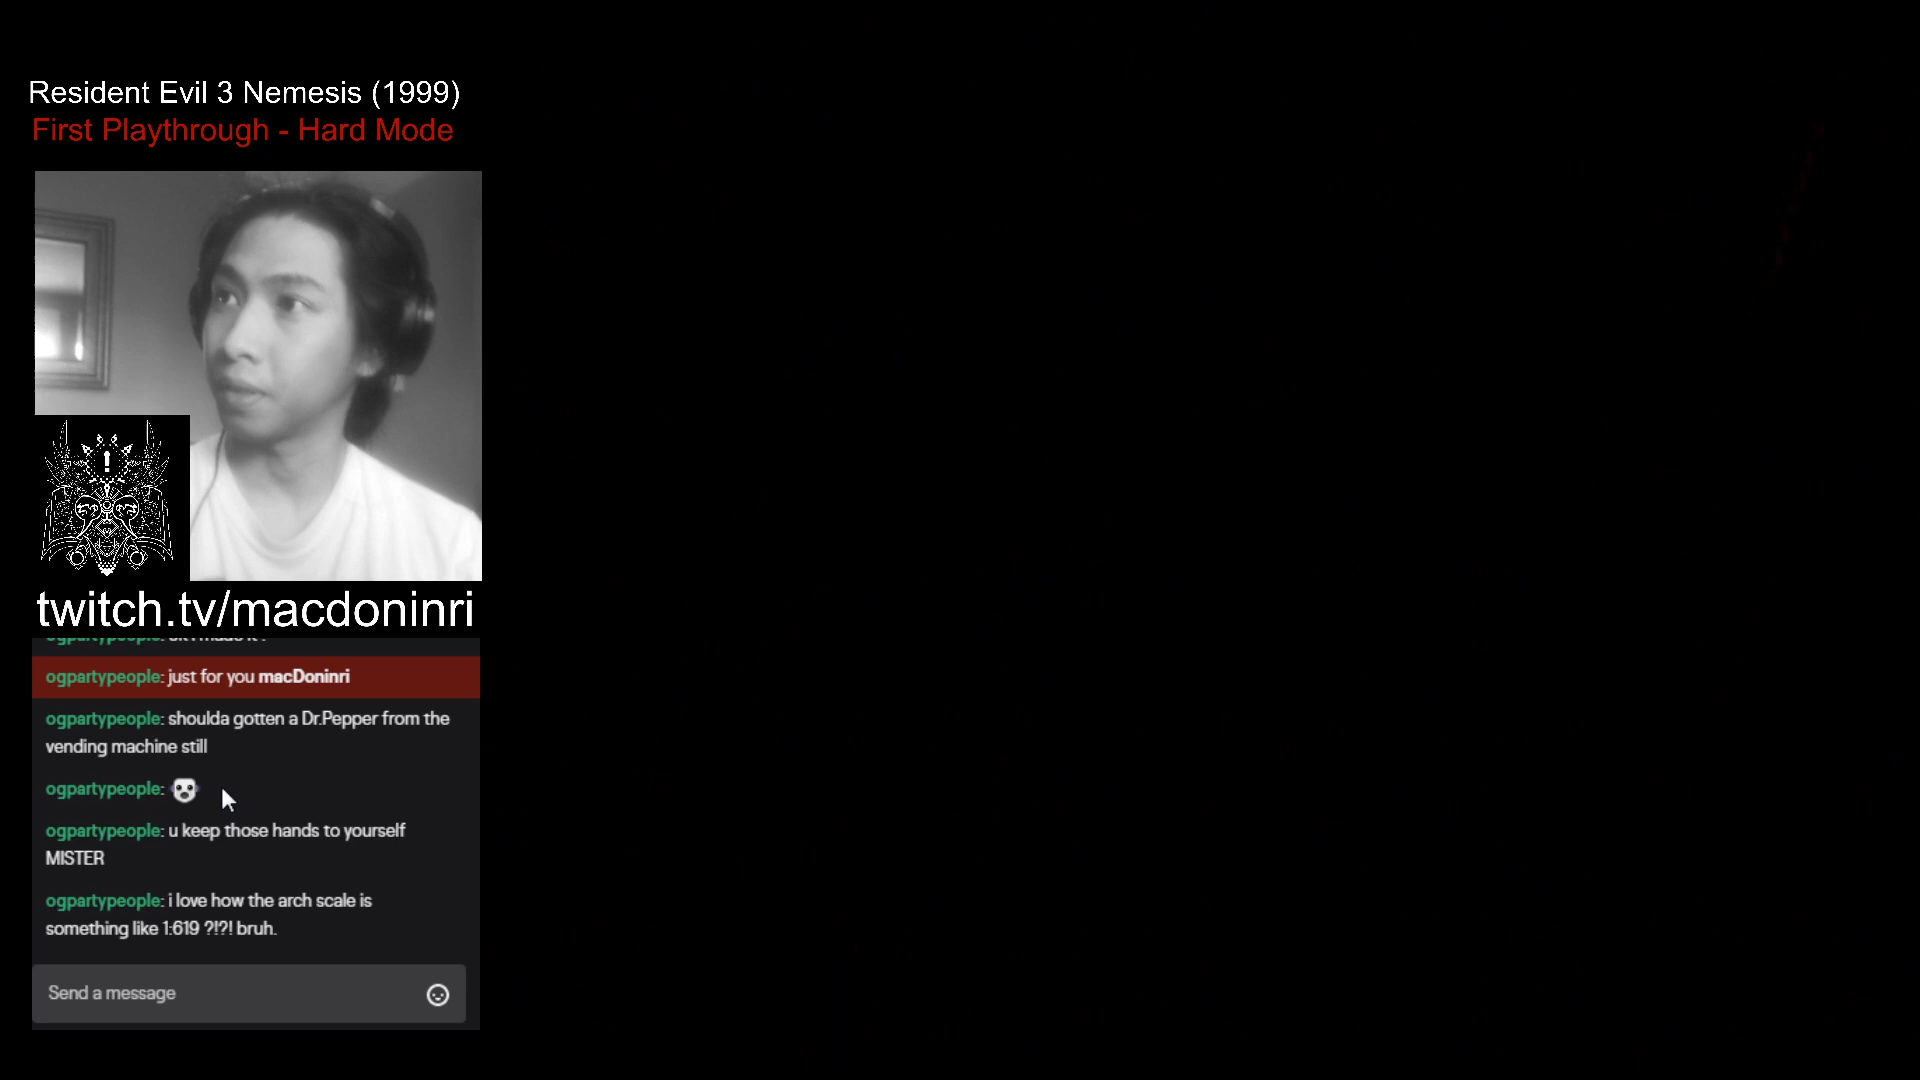 Resident Evil 3 Nemesis (1999)
First Playthrough - Hard Mode
!
twitch.tv/macdoninri
ogpartypeople:
ogpartypeople: just for you macDoninri
ogpartypeople: shoulda gotten a Dr.Pepper from the
vending machine still
ogpartypeople:
ogpartypeople: u keep those hands to yourself
MISTER
ogpartypeople: i love how the arch scale is
something like 1:619 ?!?! bruh.
Send a message